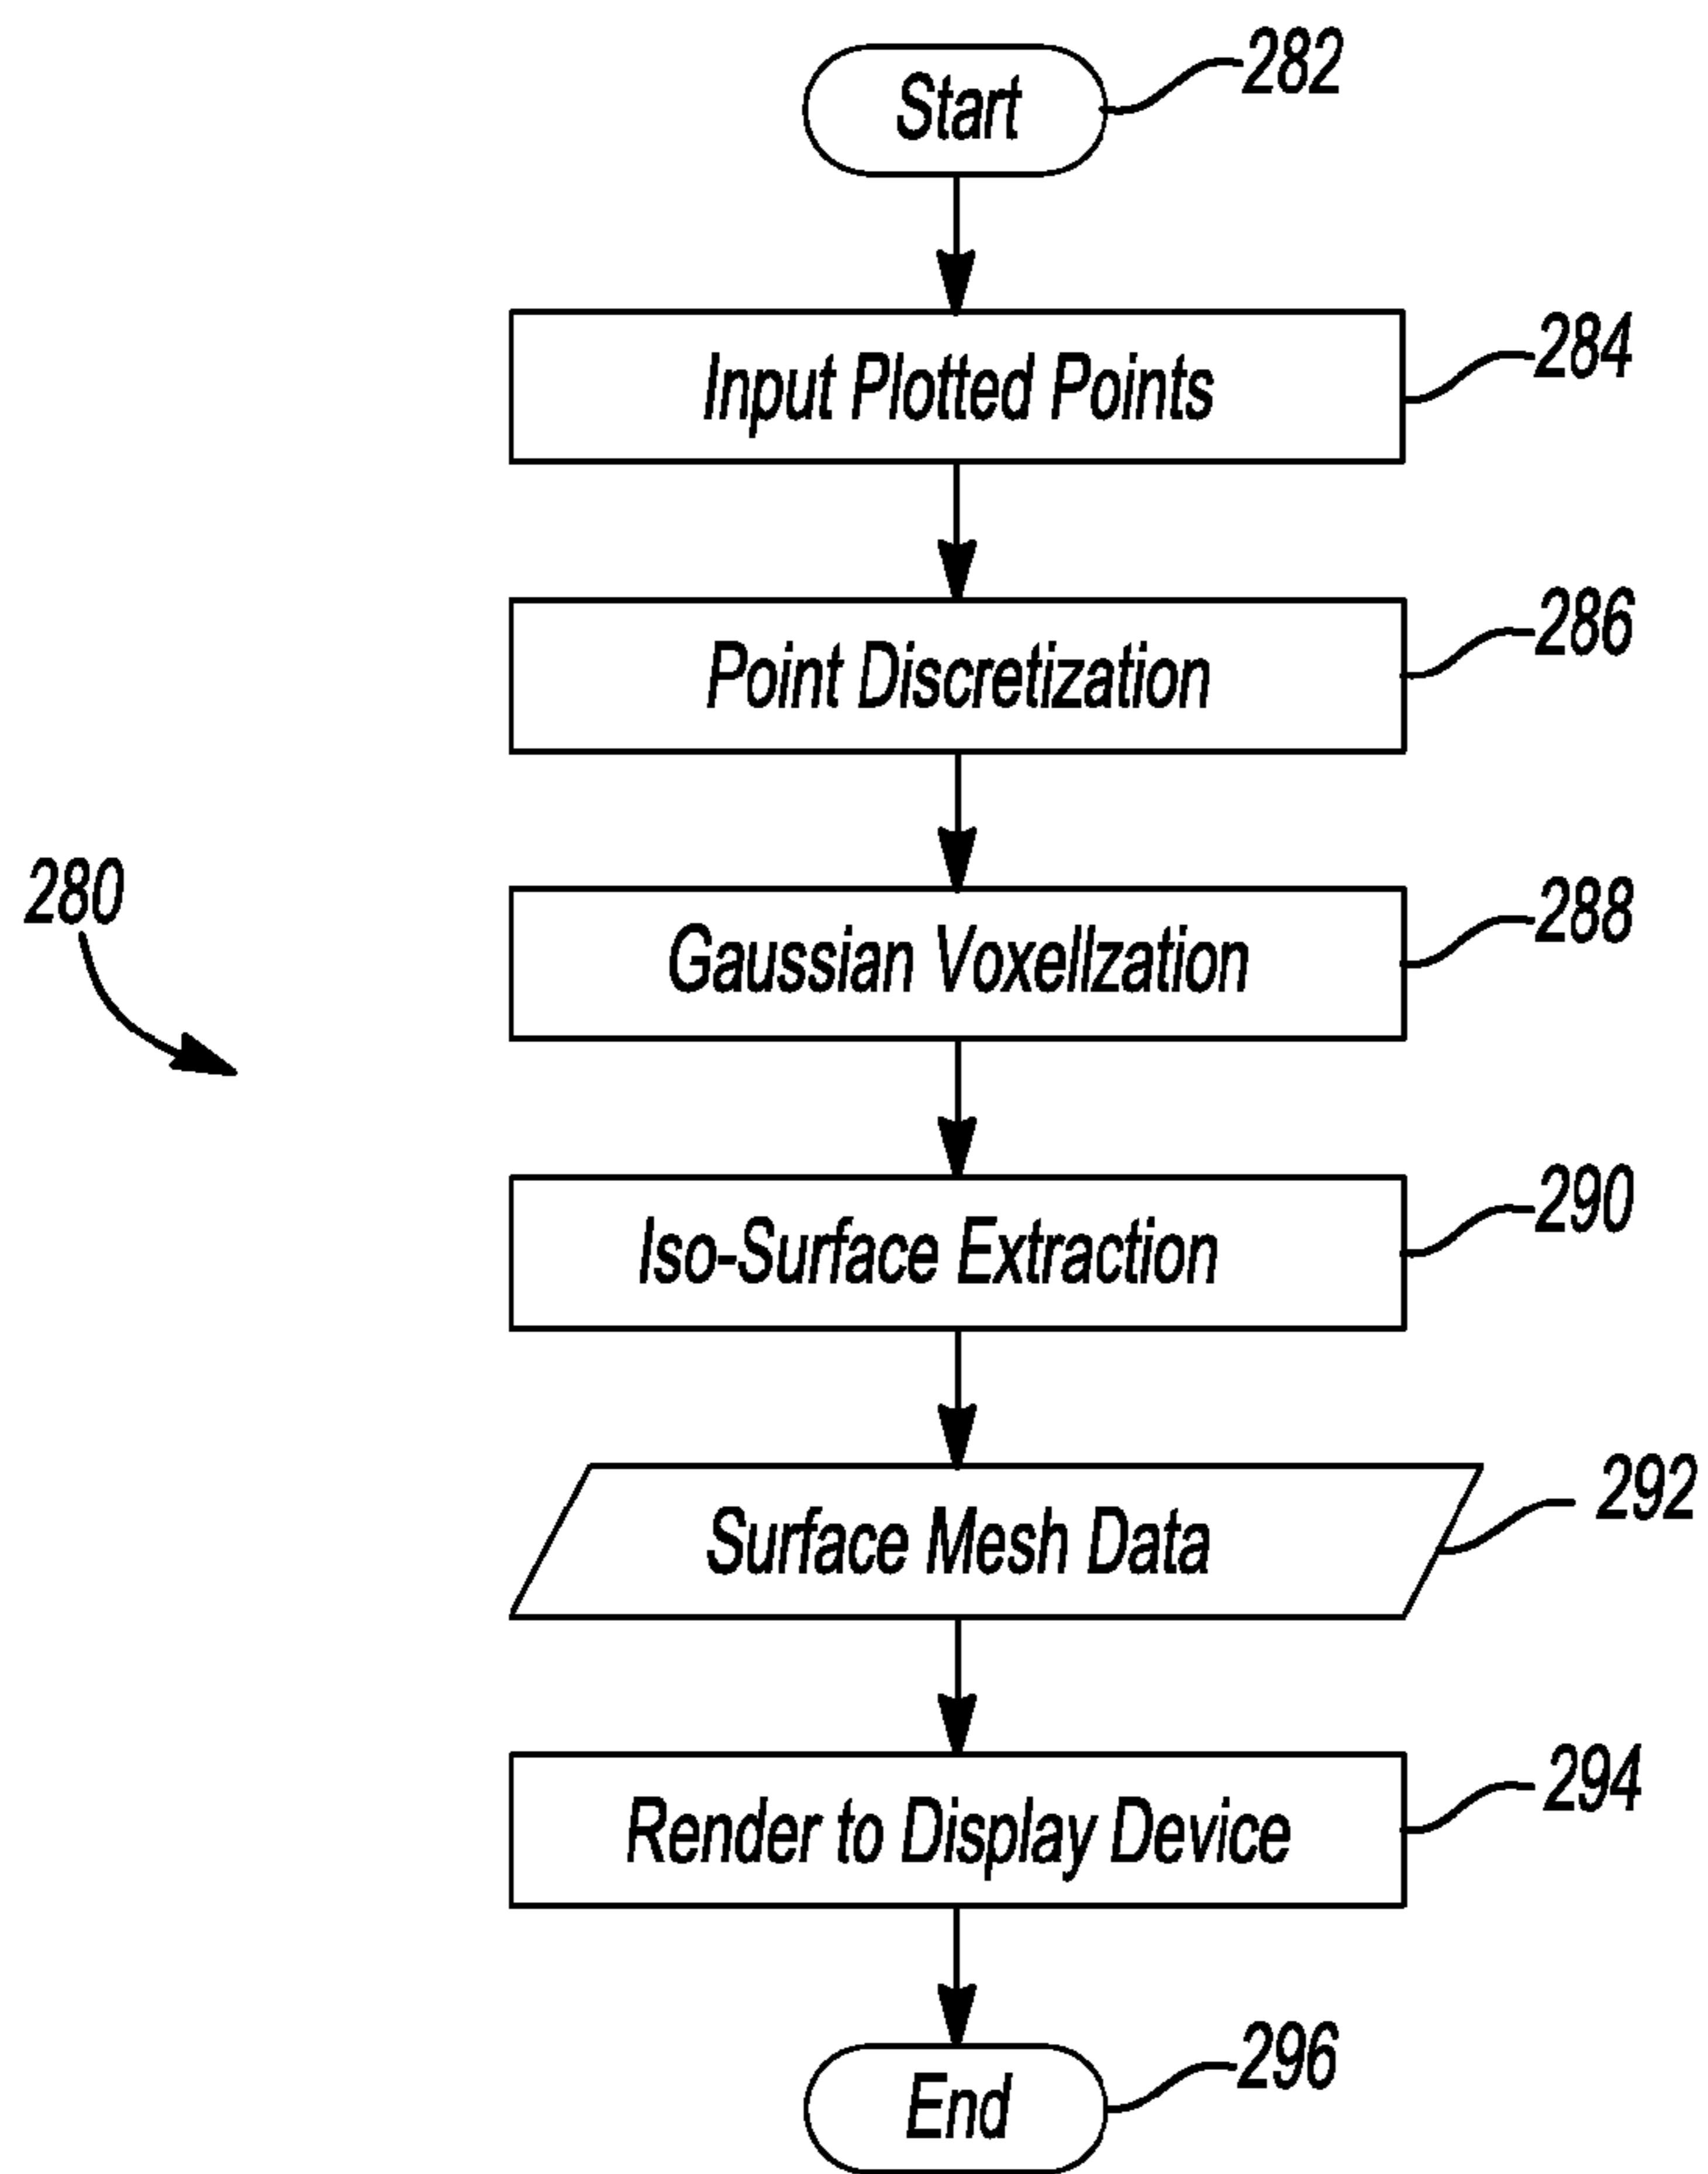 Start
282
Input Plotted Points
284
Point Discretization
286
280
Gaussian Voxellzation
288
Iso-Surface Extraction
290
Surface Mesh Data
292
Render to Display Device
294
End
296